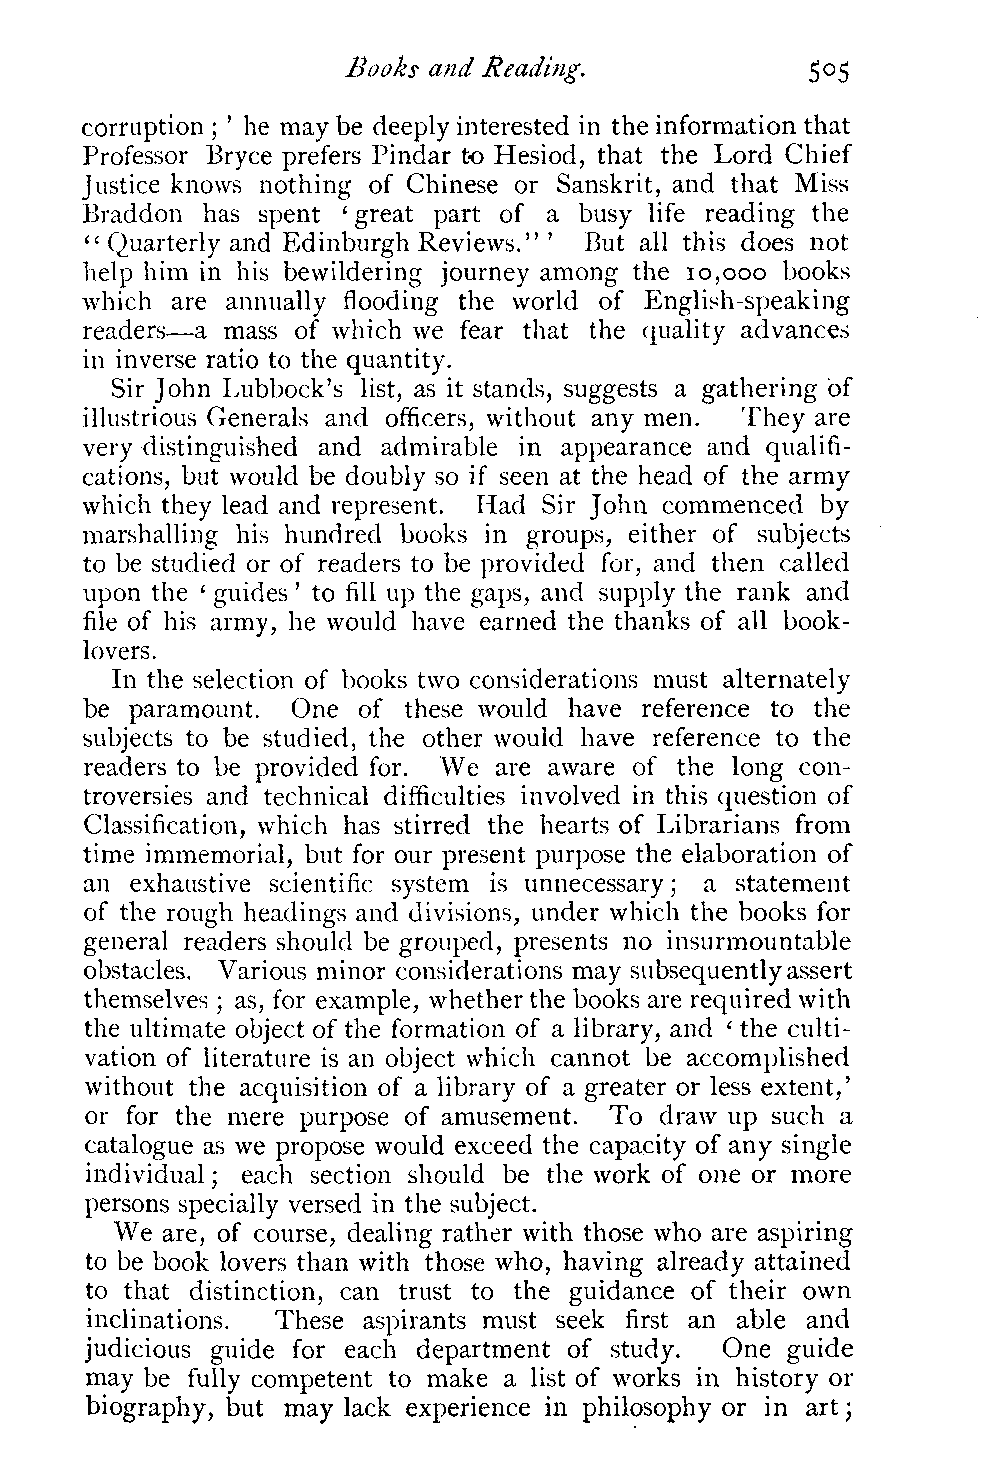 Books and Reading. 505
corruption ; ' he may be deeply interested in the information that
Professor Bryce prefers Pindar to Hesiod, that the Lord Chief
Justice knows nothing of Chinese or Sanskrit, and that Miss
Braddon has spent ‘ great part of a busy life reading the
“ Quarterly and Edinburgh Reviews.” ’ But all this does not
help him in his bewildering journey among the 10,000 books
which are annually flooding the world of English-speaking
readers—a mass of which we fear that the quality advances
in inverse ratio to the quantity.
Sir John Lubbock's list, as it stands, suggests a gathering of
illustrious Generals and officers, without any men. They are
very distinguished and admirable in appearance and qualifi-
cations, but would be doubly so if seen at the head of the army
which they lead and represent. Had Sir John commenced by
marshalling his hundred books in groups, either of subjects
to be studied or of readers to be provided for, and then called
upon the ‘ guides ’ to fill up the gaps, and supply the rank and
file of his army, he would have earned the thanks of all book-
lovers.
In the selection of books two considerations must alternately
be paramount. One of these would have reference to the
subjects to be studied, the other would have reference to the
readers to be provided for. We are aware of the long con-
troversies and technical difficulties involved in this question of
Classification, which has stirred the hearts of Librarians from
time immemorial, but for our present purpose the elaboration of
an exhaustive scientific system is unnecessary ; a statement
of the rough headings and divisions, under which the books for
general readers should be grouped, presents no insurmountable
obstacles. Various minor considerations may subsequently assert
themselves ; as, for example, whether the books are required with
the ultimate object of the formation of a library, and ‘ the culti-
vation of literature is an object which cannot be accomplished
without the acquisition of a library of a greater or less extent,’
or for the mere purpose of amusement. To draw up such a
catalogue as we propose would exceed the capacity of any single
individual ; each section should be the work of one or more
persons specially versed in the subject.
We are, of course, dealing rather with those who are aspiring
to be book lovers than with those who, having already attained
to that distinction, can trust to the guidance of their own
inclinations. These aspirants must seek first an able and
judicious guide for each department of study. One guide
may be fully competent to make a list of works in history or
biography, but may lack experience in philosophy or in art ;